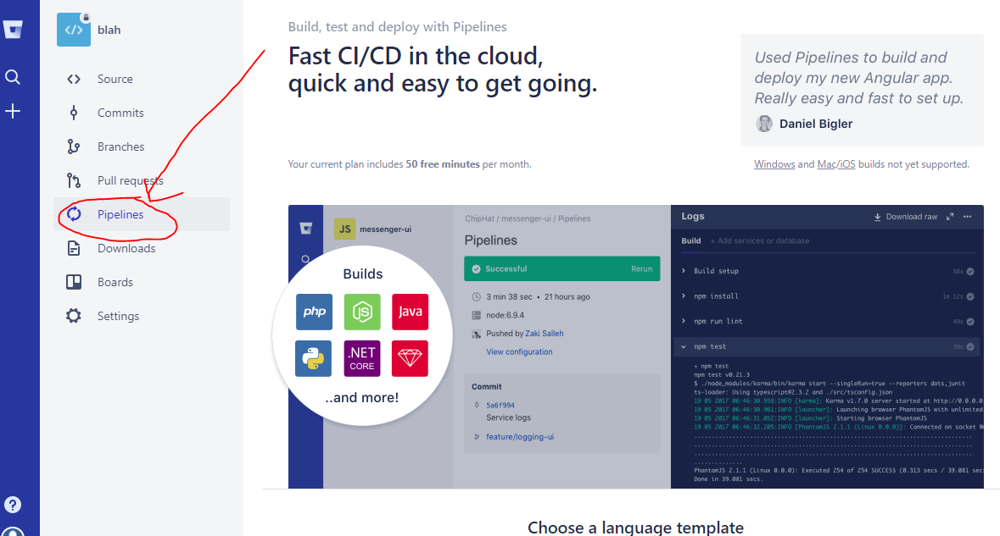 </>
blah
Source
Commits
Branches
Pull requests
Pipelines
Downloads
Boards
Settings
?
Build, test and deploy with Pipelines
Fast CI/CD in the cloud,
quick and easy to get going.
Used Pipelines to build and
deploy my new Angular app.
Really easy and fast to set up.
Daniel Bigler
Your current plan includes 50 free minutes per month.
Windows and Mac/iOS builds not yet supported.
JS messenger-ui
Builds
php
JS
Java
.NET
CORE
..and more!
ChipHat / messenger-ui / Pipelines
Pipelines
Successful Rerun
3 min 38 sec • 21 hours ago
node:6.9.4
Pushed by Zaki Salleh
View configuration
Commit
5a6f994
Service logs
feature/logging-ui
Logs Download raw
Build + Add services or database
Build setup 58s
npm install 1m 12s
npm run lint 49s
npm test 39s
+ npm test
npm test v0.21.3
$ ./node_modules/karma/bin/karma start --singleRun=true --reporters dots,junit
ts-loader: Using typescript@2.3.2 and ./src/tsconfig.json
19 05 2017 06:46:30.958:INFO [karma]: Karma v1.7.0 server started at http://0.0.0.0
19 05 2017 06:46:30.961:INFO [launcher]: Launching browser PhantomJS with unlimited
19 05 2017 06:46:31.052:INFO [launcher]: Starting browser PhantomJS
19 05 2017 06:46:32.205:INFO [PhantomJS 2.1.1 (Linux 0.0.0)]: Connected on socket
PhantomJS 2.1.1 (Linux 0.0.0): Executed 254 of 254 SUCCESS (0.313 secs / 39.081
Done in 39.081 secs.
Choose a language template